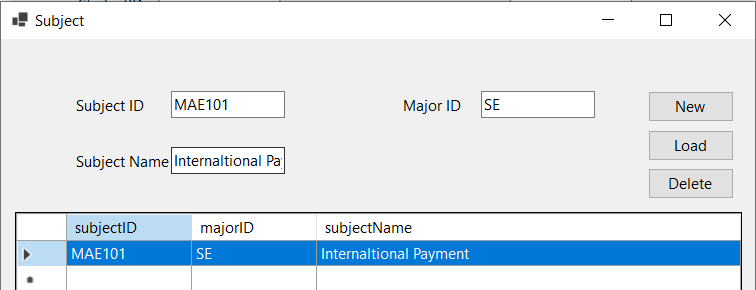 Subject
Subject ID MAE101 Major ID SE New
Load
Subject Name Internaltional Pa
Delete
subjectID majorID subjectName
MAE101 SE Internaltional Payment